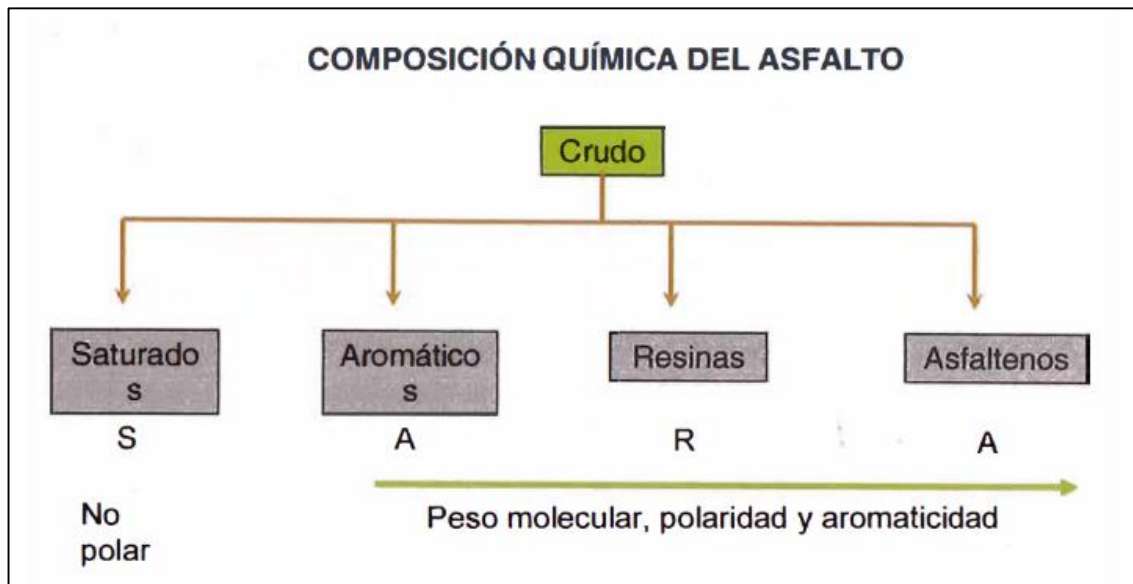 COMPOSICIÓN QUÍMICA DEL ASFALTO
Crudo
Saturado
s
Aromático
s
Resinas
Asfaltenos
S
A
R
A
No
polar
Peso molecular, polaridad y aromaticidad